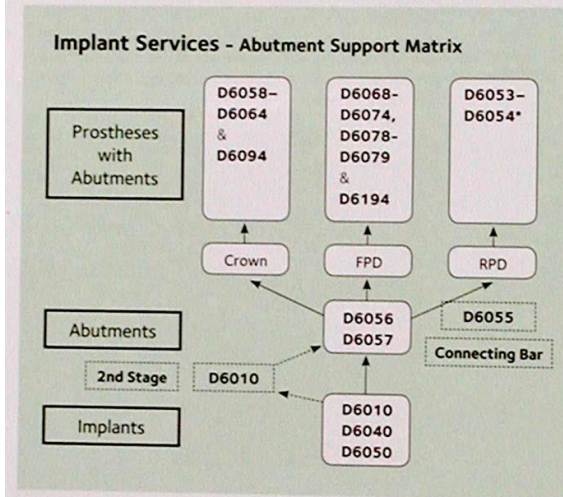 Implant Services - Abutment Support Matrix
Prostheses
with
Abutments
D6058–
D6064
&
D6094
D6068-
D6074,
D6078-
D6079
&
D6194
D6053–
D6054*
Crown
FPD
RPD
Abutments
D6056
D6057
D6055
Connecting Bar
2nd Stage
D6010
Implants
D6010
D6040
D6050